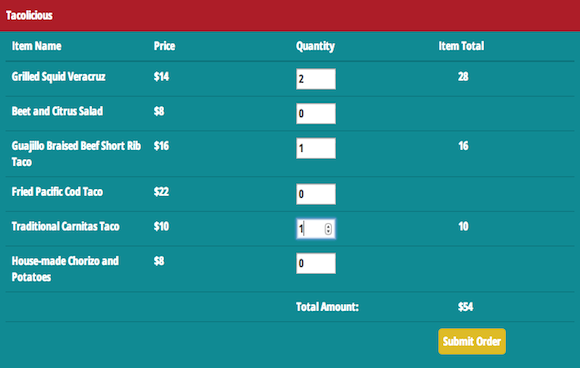 Tacolicious
Item Name Price Quantity Item Total
Grilled Squid Veracruz $14 2 28
Beet and Citrus Salad $8 0
Guajillo Braised Beef Short Rib $16 1 16
Taco
Fried Pacific Cod Taco $22 0
Traditional Carnitas Taco $10 1 10
House-made Chorizo and $8 0
Potatoes
Total Amount: $54
Submit Order